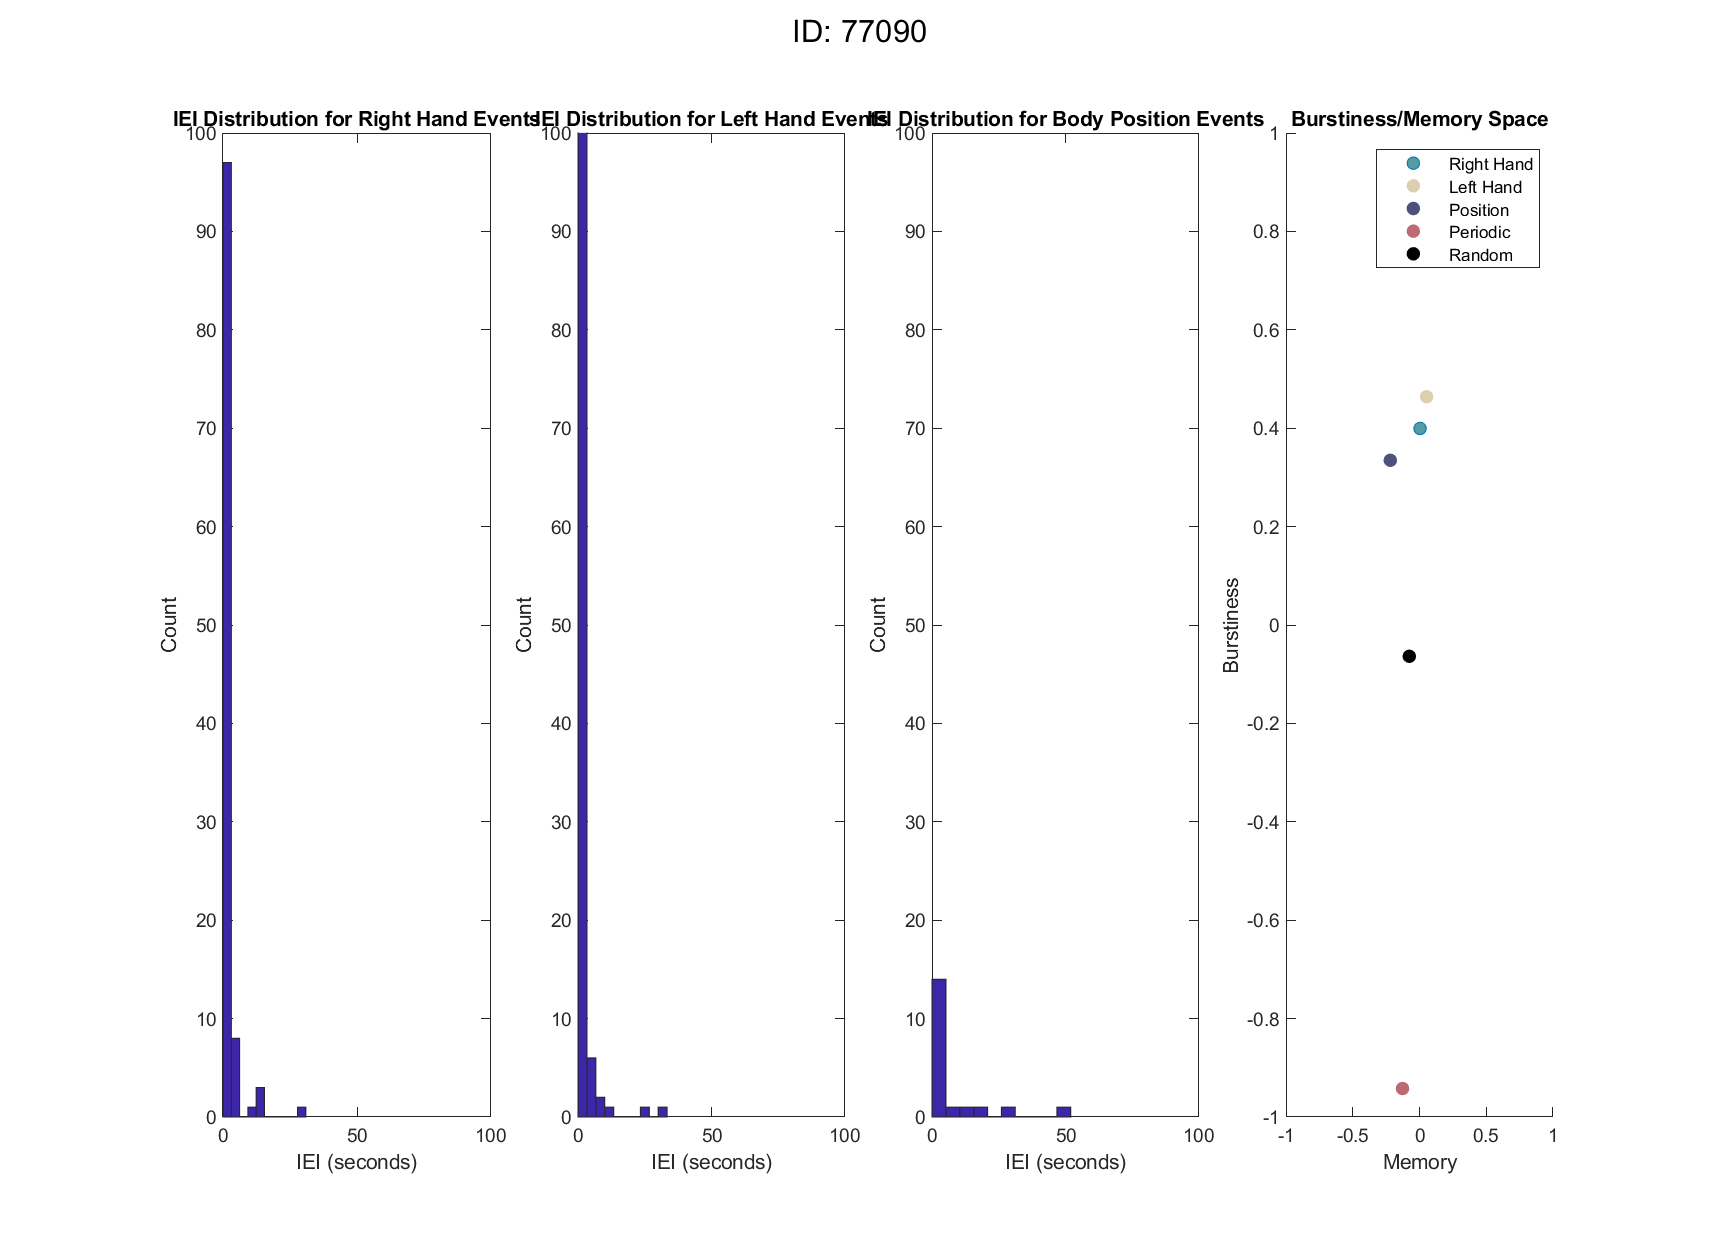 ID: 77090
IEI Distribution for Right Hand Events
IEI Distribution for Left Hand Events
IEI Distribution for Body Position Events
Burstiness/Memory Space
Count
100
90
80
70
60
50
40
30
20
10
0
0 50 100
IEI (seconds)
Count
100
90
80
70
60
50
40
30
20
10
0
0 50 100
IEI (seconds)
Count
100
90
80
70
60
50
40
30
20
10
0
0 50 100
IEI (seconds)
Burstiness
1
0.8
0.6
0.4
0.2
0
-0.2
-0.4
-0.6
-0.8
-1
-1 -0.5 0 0.5 1
Memory
Right Hand
Left Hand
Position
Periodic
Random